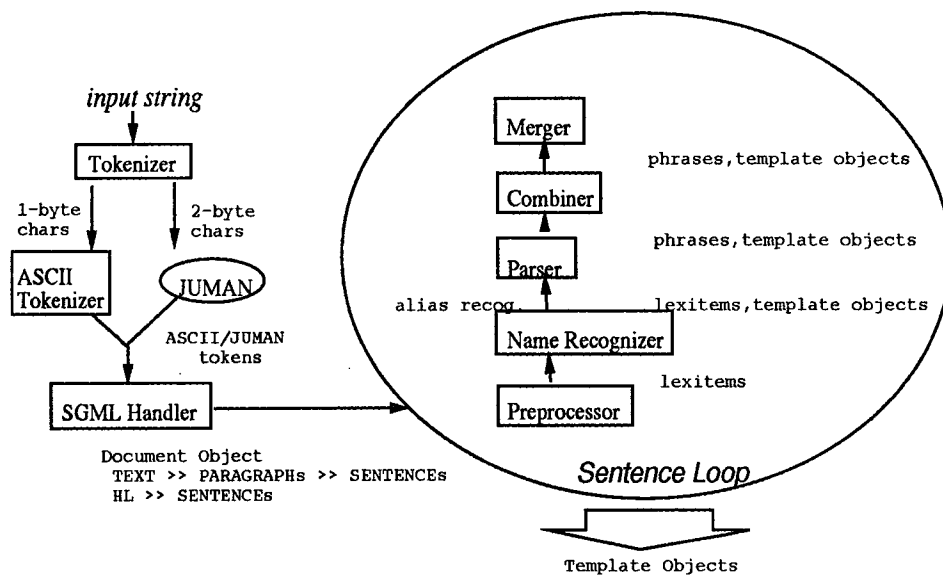 input string
Tokenizer
1-byte
chars
2-byte
chars
ASCII
Tokenizer
JUMAN
ASCII/JUMAN
tokens
SGML Handler
Document Object
TEXT >> PARAGRAPHs >> SENTENCEs
HL >> SENTENCEs
Merger
phrases,template objects
Combiner
phrases,template objects
Parser
alias recog.
lexitems,template objects
Name Recognizer
lexitems
Preprocessor
Sentence Loop
Template Objects